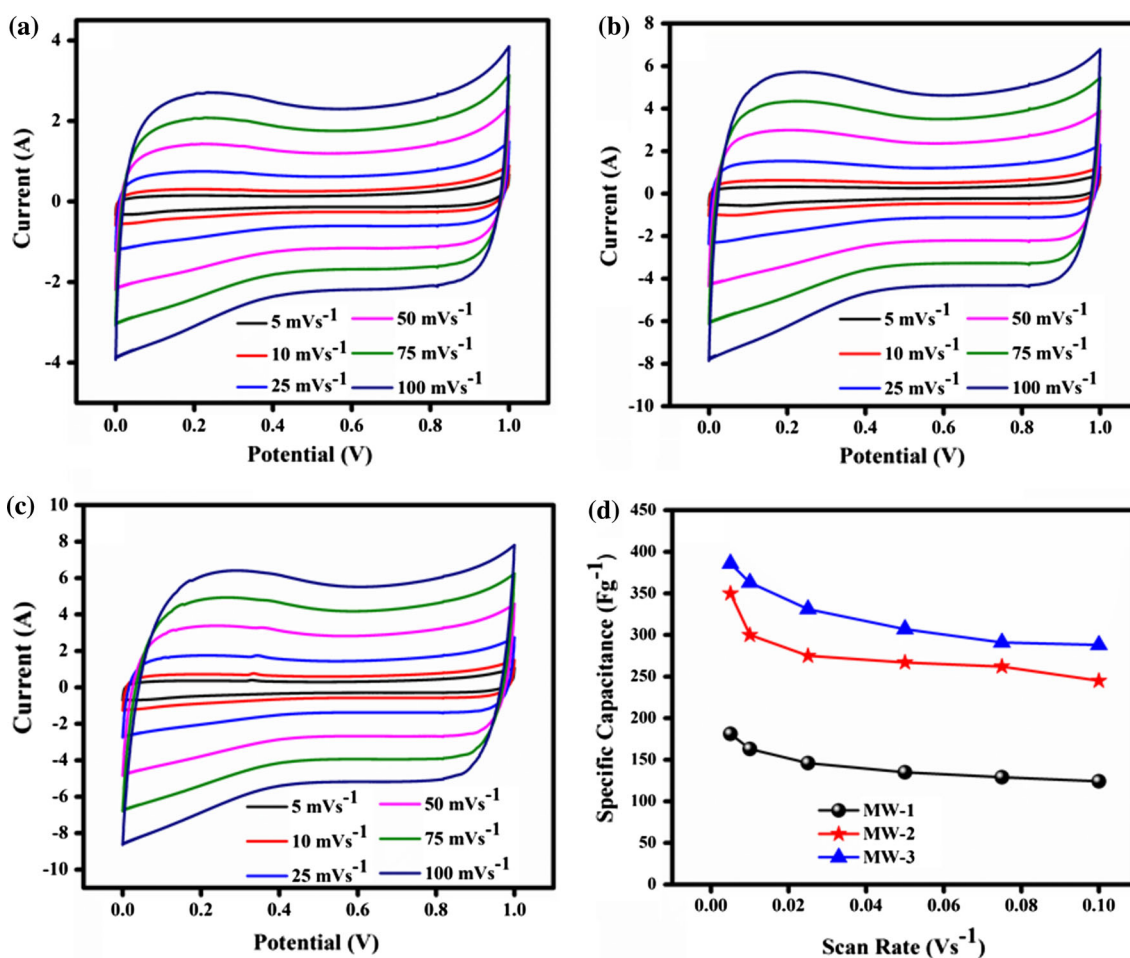 (a)
Current (A)
2
0
-2
-4
0.0 0.2 0.4 0.6 0.8 1.0
Potential (V)
5 mVs-1 50 mVs-1
10 mVs-1 75 mVs-1
25 mVs-1 100 mVs-1
(b)
Current (A)
8
6
4
2
0
-2
-4
-6
-8
-10
0.0 0.2 0.4 0.6 0.8 1.0
Potential (V)
5 mVs-1 50 mVs-1
10 mVs-1 75 mVs-1
25 mVs-1 100 mVs-1
(c)
Current (A)
10
8
6
4
2
0
-2
-4
-6
-8
-10
0.0 0.2 0.4 0.6 0.8 1.0
Potential (V)
5 mVs-1 50 mVs-1
10 mVs-1 75 mVs-1
25 mVs-1 100 mVs-1
(d)
Specific Capacitance (Fg-1)
450
400
350
300
250
200
150
100
50
0
0.00 0.02 0.04 0.06 0.08 0.10
Scan Rate (Vs-1)
MW-1
MW-2
MW-3